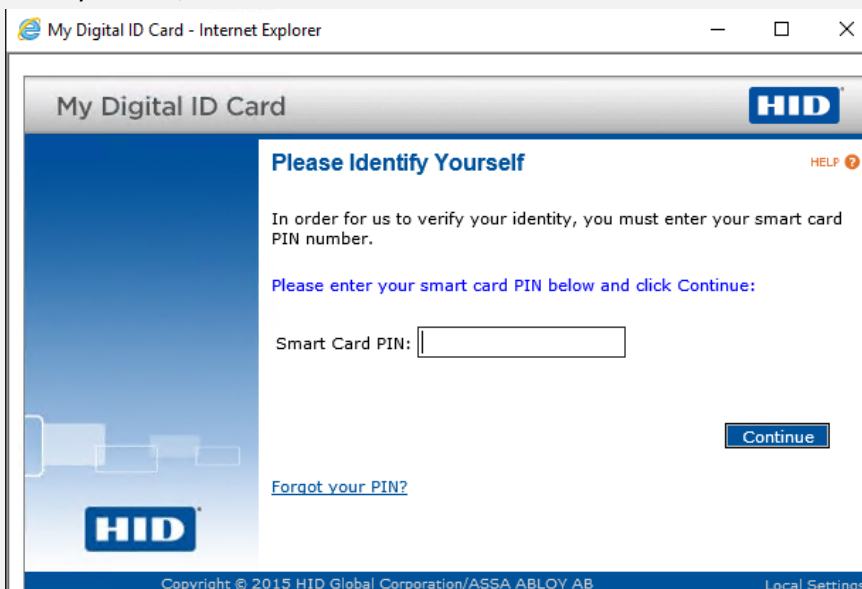 My Digital ID Card - Internet Explorer
My Digital ID Card
HID
Please Identify Yourself
HELP ?
In order for us to verify your identity, you must enter your smart card
PIN number.
Please enter your smart card PIN below and click Continue:
Smart Card PIN:
Continue
Forgot your PIN?
HID
Copyright © 2015 HID Global Corporation/ASSA ABLOY AB
Local Settings